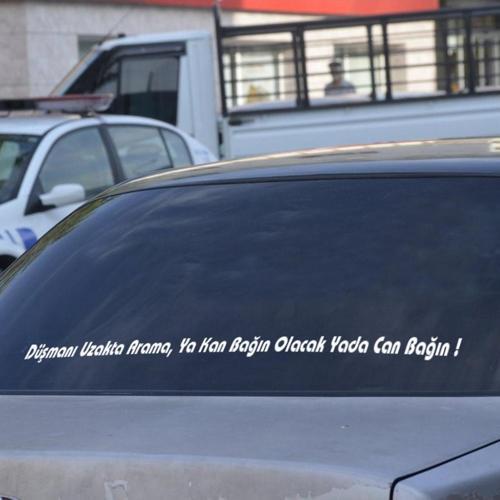 Düşmanı Uzakta Arama, Ya Kan Bağın Olacak Yada Can Bağın !